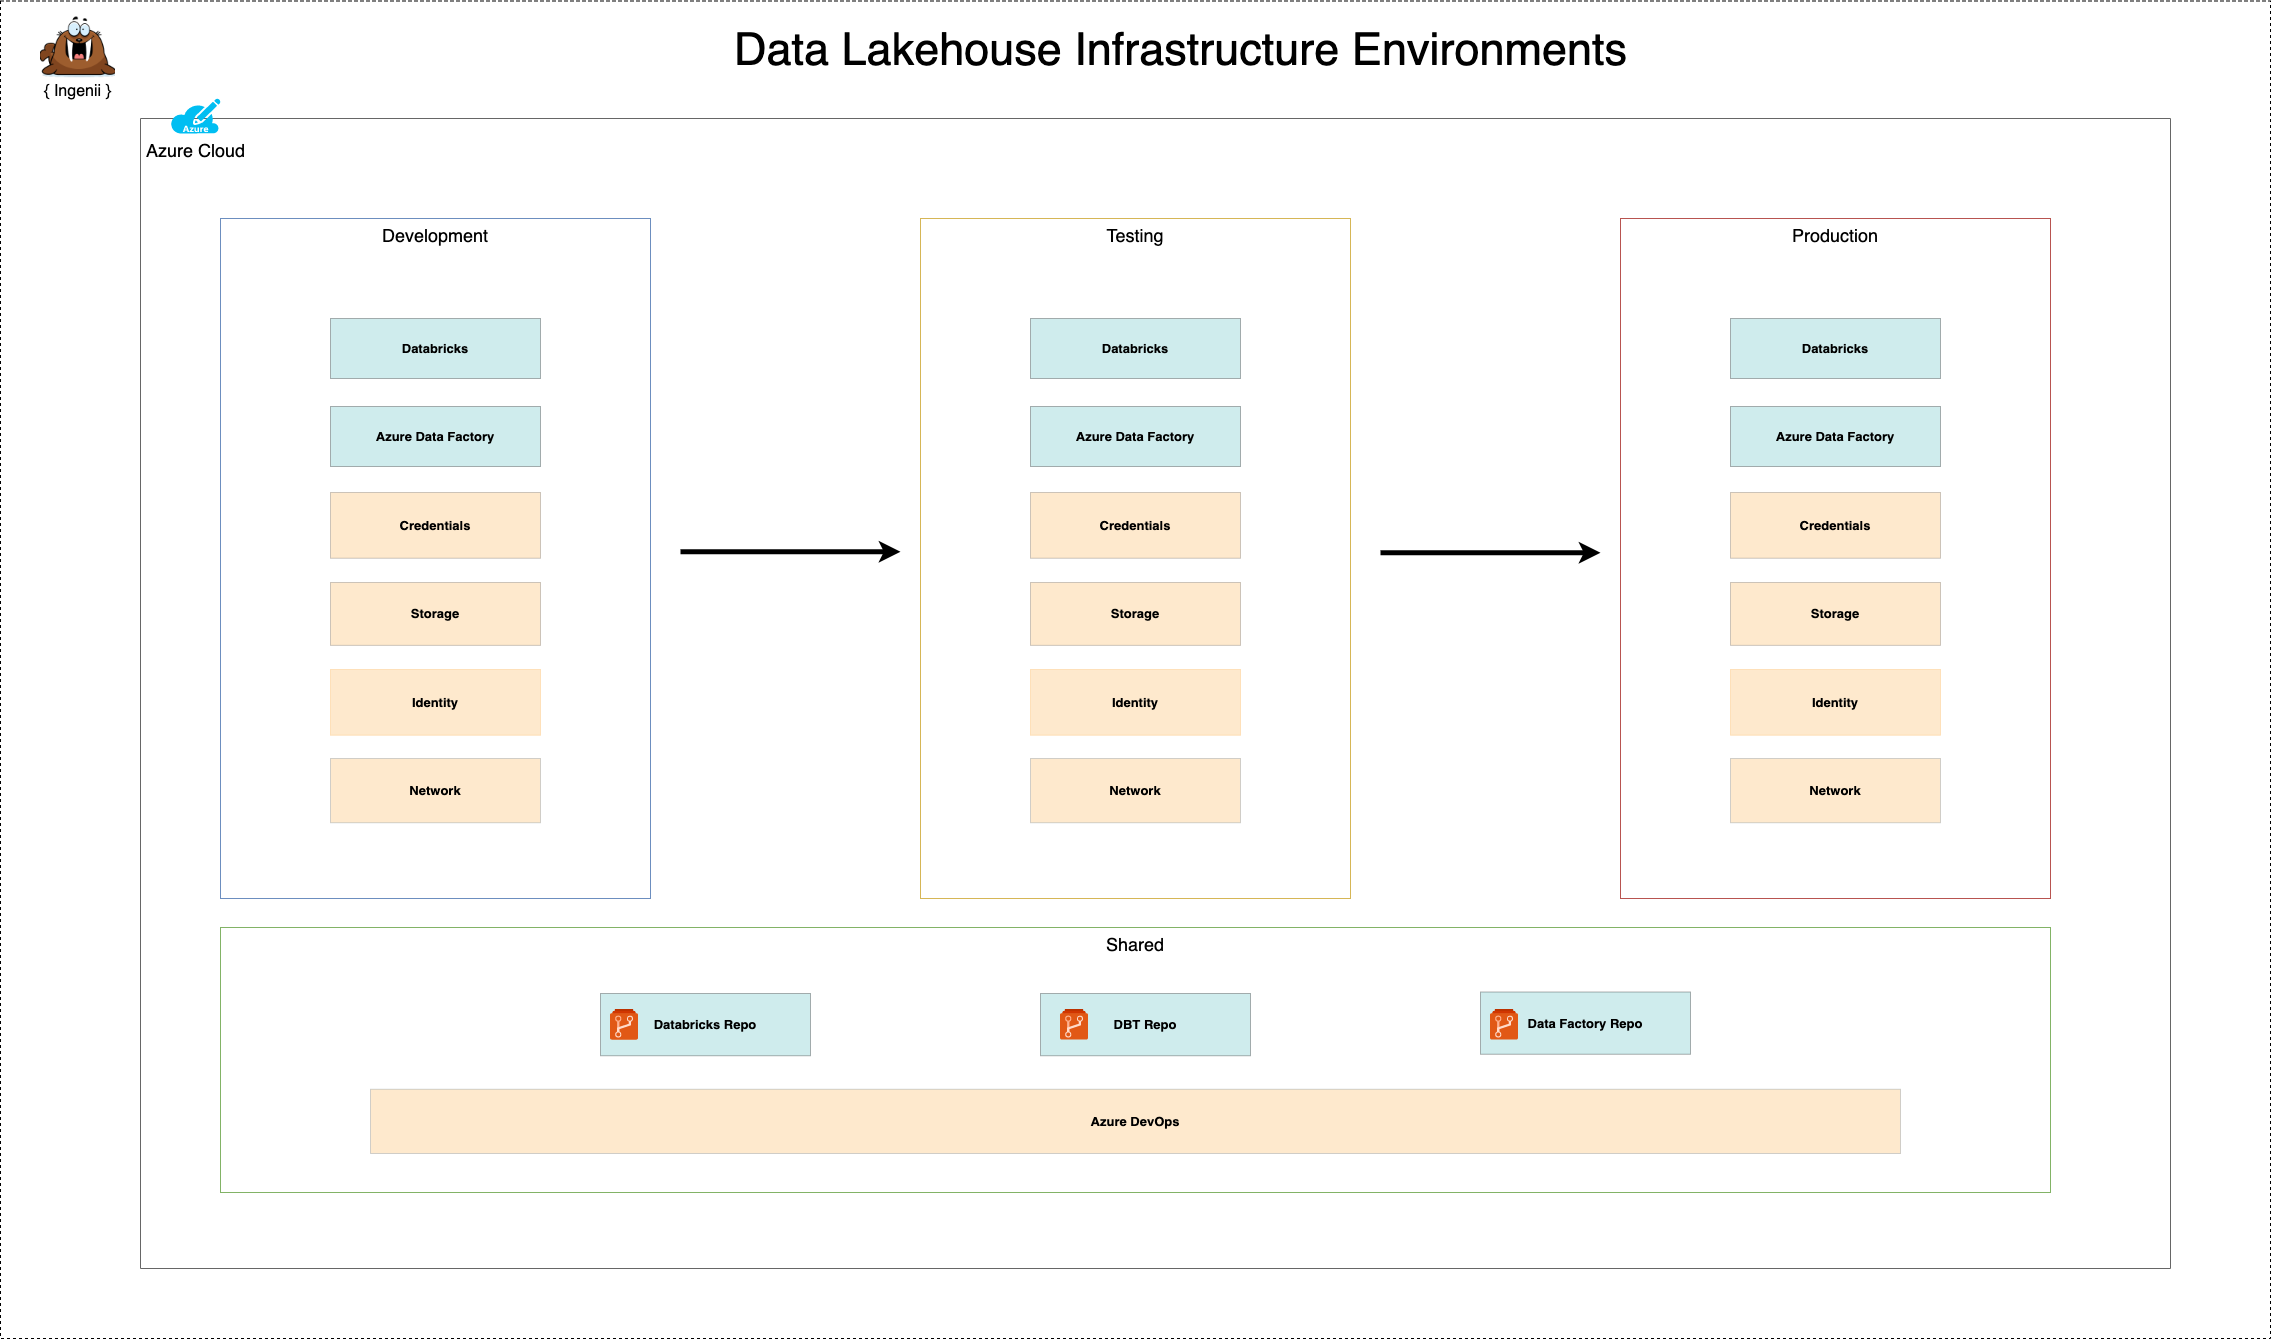 Data Lakehouse Infrastructure Environments
{ Ingenii }
Azure
Azure Cloud
Development
Databricks
Azure Data Factory
Credentials
Storage
Identity
Network
Testing
Databricks
Azure Data Factory
Credentials
Storage
Identity
Network
Production
Databricks
Azure Data Factory
Credentials
Storage
Identity
Network
Shared
Databricks Repo
DBT Repo
Data Factory Repo
Azure DevOps